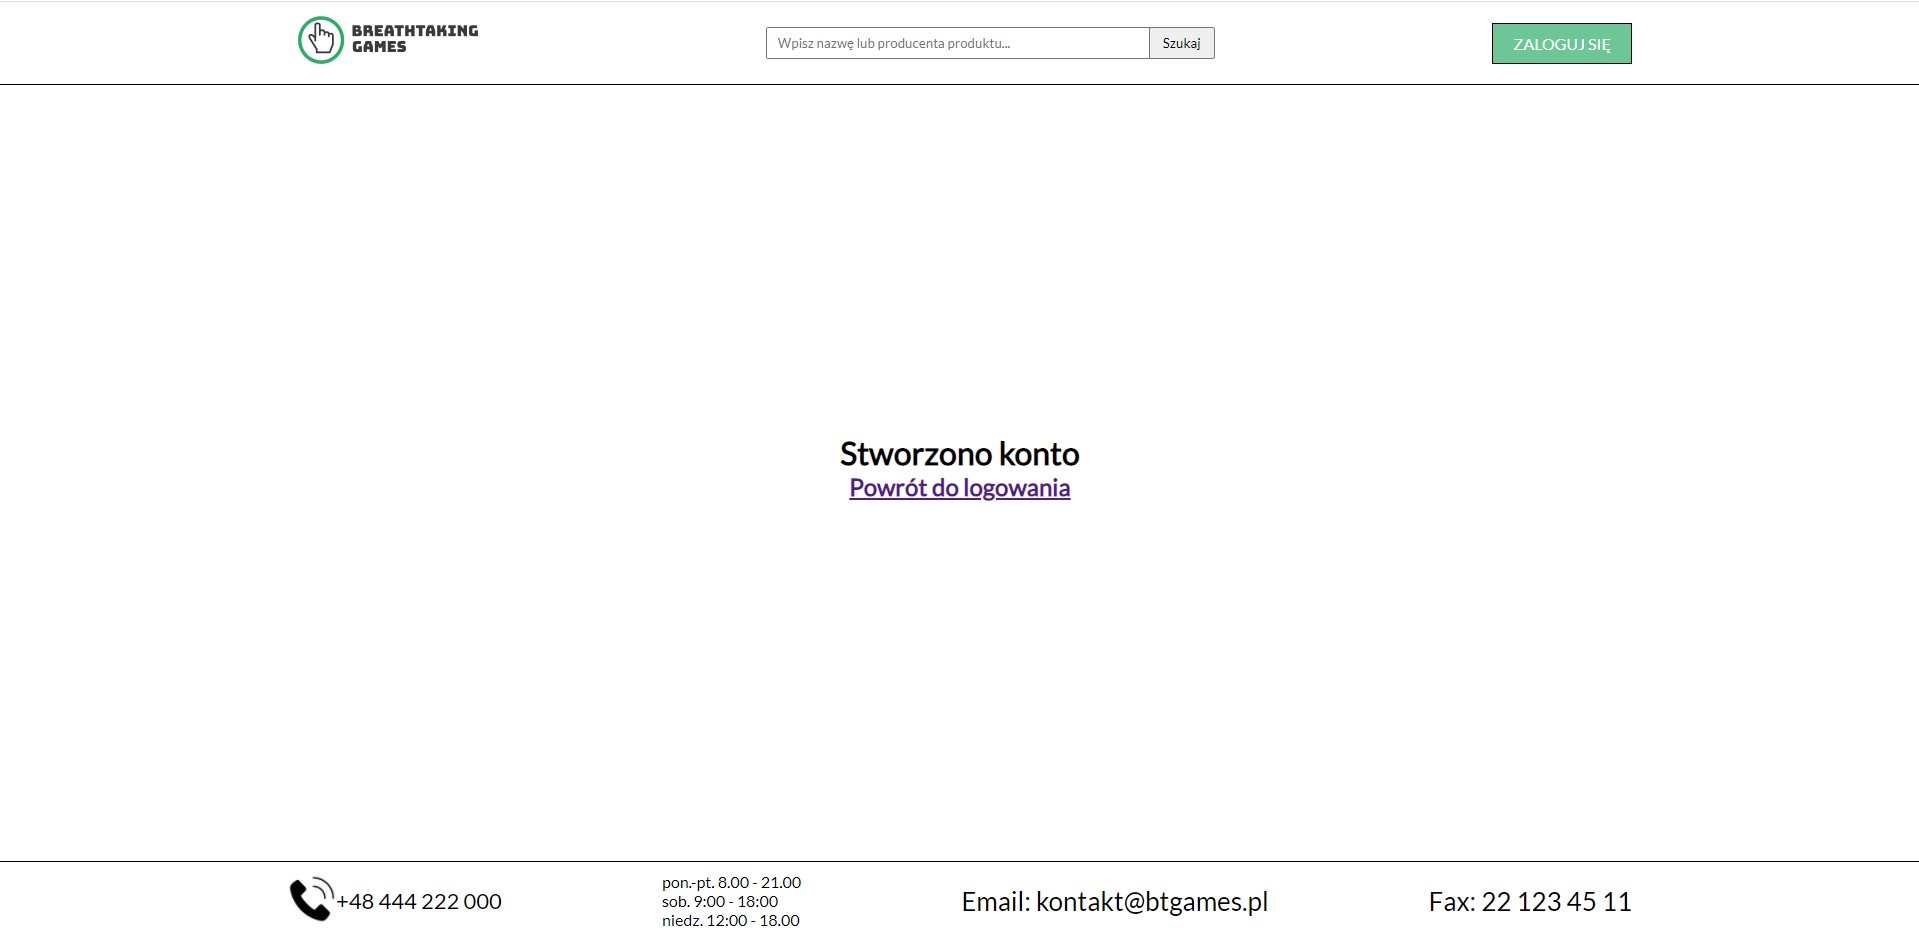 BREATHTAKING
GAMES
Wpisz nazwę lub producenta produktu...
Szukaj
ZALOGUJ SIĘ
Stworzono konto
Powrót do logowania
+48 444 222 000
pon.-pt. 8.00 - 21.00
sob. 9:00 - 18:00
niedz. 12:00 - 18.00
Email: kontakt@btgames.pl
Fax: 22 123 45 11